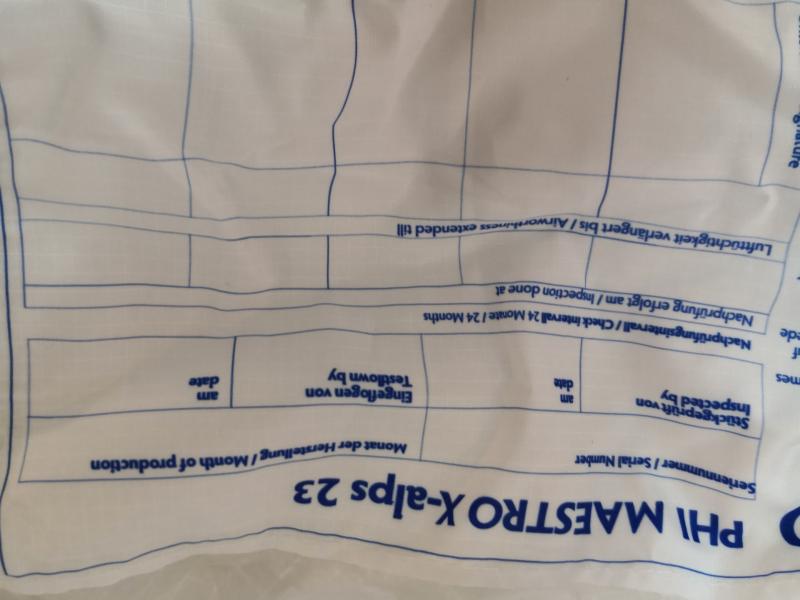 PHI MAESTRO X-alps 23
Seriennummer / Serial Number
Monat der Herstellung / Month of production
Stückgeprüft von
Inspected by
am
date
Eingeflogen von
Testflown by
am
date
Nachprüfungsintervall / Check intervall 24 Monate / 24 Months
Nachprüfung erfolgt am / Inspection done at
Lufttüchtigkeit verlängert bis / Airworthiness extended till